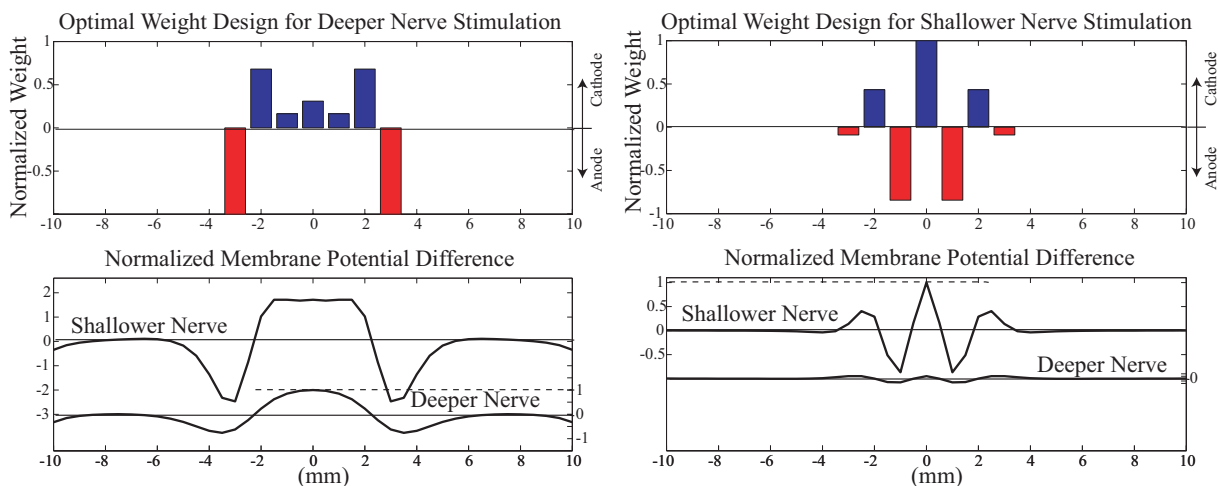 Optimal Weight Design for Deeper Nerve Stimulation
Normalized Weight
1
0.5
0
-0.5
-10 -8 -6 -4 -2 0 2 4 6 8 10
Cathode
Anode
Normalized Membrane Potential Difference
2
1
0
-1
-2
-3
Shallower Nerve
Deeper Nerve
1
0
-1
-10 -8 -6 -4 -2 0 2 4 6 8 10
(mm)
Optimal Weight Design for Shallower Nerve Stimulation
Normalized Weight
1
0.5
0
-0.5
-1
-10 -8 -6 -4 -2 0 2 4 6 8 10
Cathode
Anode
Normalized Membrane Potential Difference
1
0.5
0
-0.5
Shallower Nerve
Deeper Nerve
0
-10 -8 -6 -4 -2 0 2 4 6 8 10
(mm)